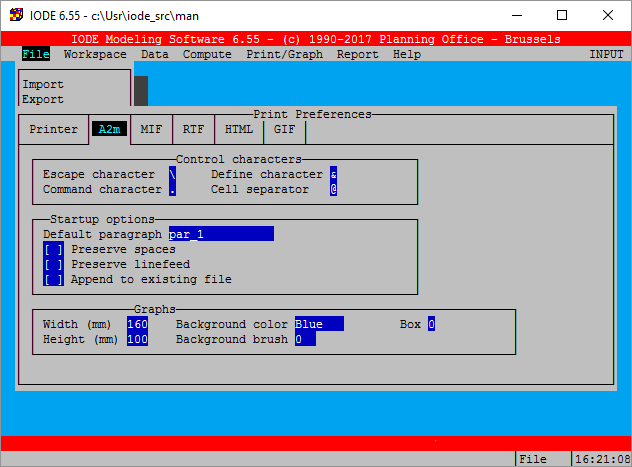 IODE 6.55 - c:\Usr\iode_src\man
IODE Modeling Software 6.55 - (c) 1990-2017 Planning Office - Brussels
File Workspace Data Compute Print/Graph Report Help INPUT
Import
Export
Print Preferences
Printer A2m MIF RTF HTML GIF
Control characters
Escape character \ Define character &
Command character . Cell separator @
Startup options
Default paragraph par_1
[ ] Preserve spaces
[ ] Preserve linefeed
[ ] Append to existing file
Graphs
Width (mm) 160 Background color Blue Box 0
Height (mm) 100 Background brush 0
File 16:21:08